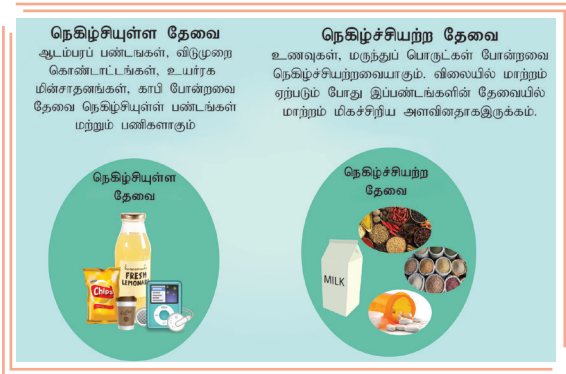 நெகிழ்சியுள்ள தேவை
ஆடம்பரப் பண்டஙகள், விடுமுறை
கொண்டாட்டங்கள், உயர்ரக
மின்சாதனங்கள், காபி போன்றவை
தேவை நெகிழ்சியுள்ள் பண்டங்கள்
மற்றும் பணிகளாகும்
நெகிழ்ச்சியற்ற தேவை
உணவுகள், மருந்துப் பொருட்கள் போன்றவை
நெகிழ்ச்சியற்றவையாகும். விலையில் மாற்றம்
ஏற்படும் போது இப்பண்டங்களின் தேவையில்
மாற்றம் மிகச்சிறிய அளவினதாகஇருக்கம்.
நெகிழ்சியுள்ள
தேவை
FRESH
LEMONADE
Chips
நெகிழ்ச்சியற்ற
தேவை
MILK